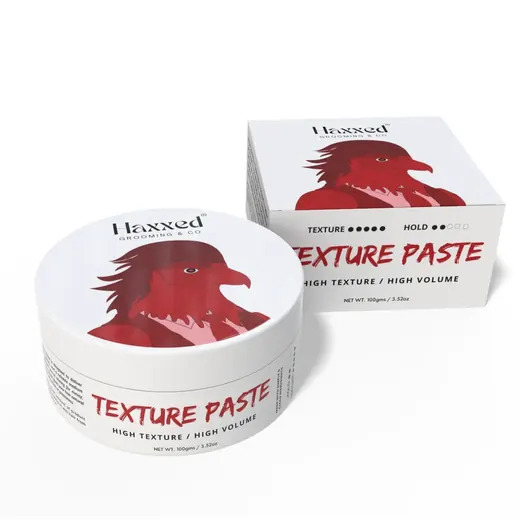 Haxxed®
GROOMING & CO
TEXTURE PASTE
HIGH TEXTURE / HIGH VOLUME
NET WT. 100gms / 3.52oz
Haxxed®
GROOMING & CO
TEXTURE ●●●●● HOLD ●●○○○
TEXTURE PASTE
HIGH TEXTURE / HIGH VOLUME
NET WT. 100gms / 3.52oz